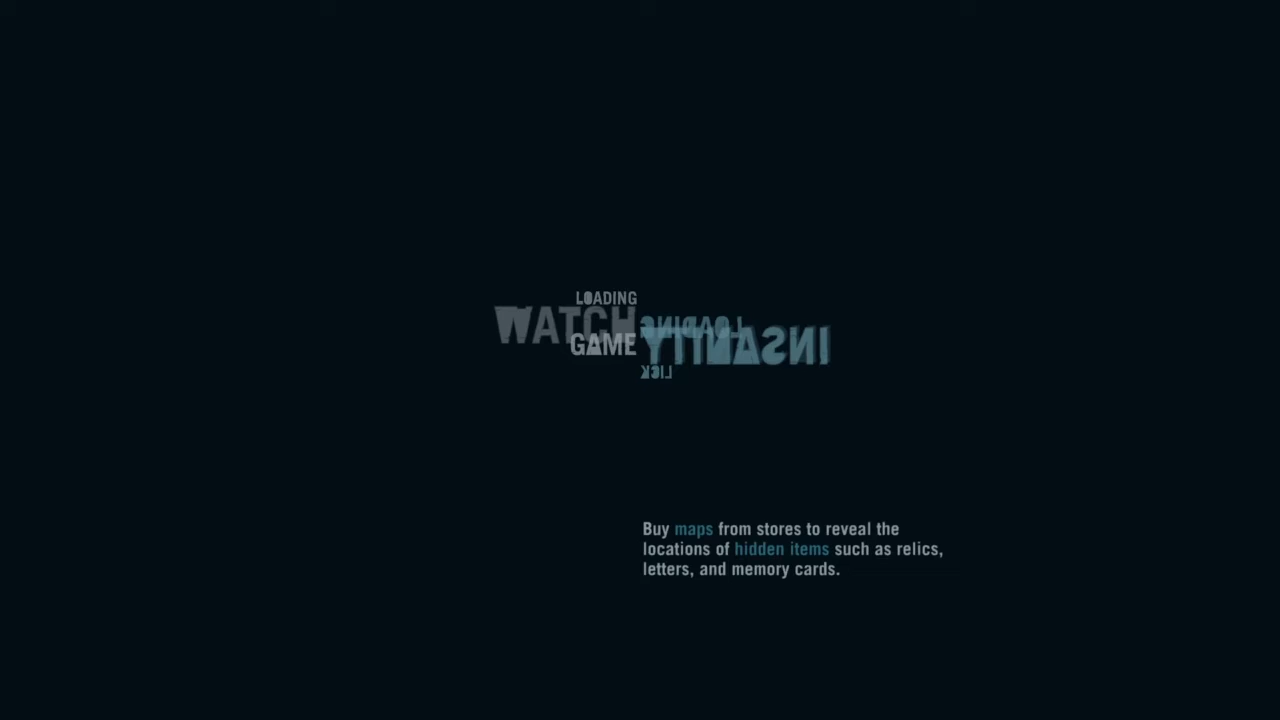 LOADING
WATCH
LOADING
GAME
INSANITY
LICK
Buy maps from stores to reveal the
locations of hidden items such as relics,
letters, and memory cards.